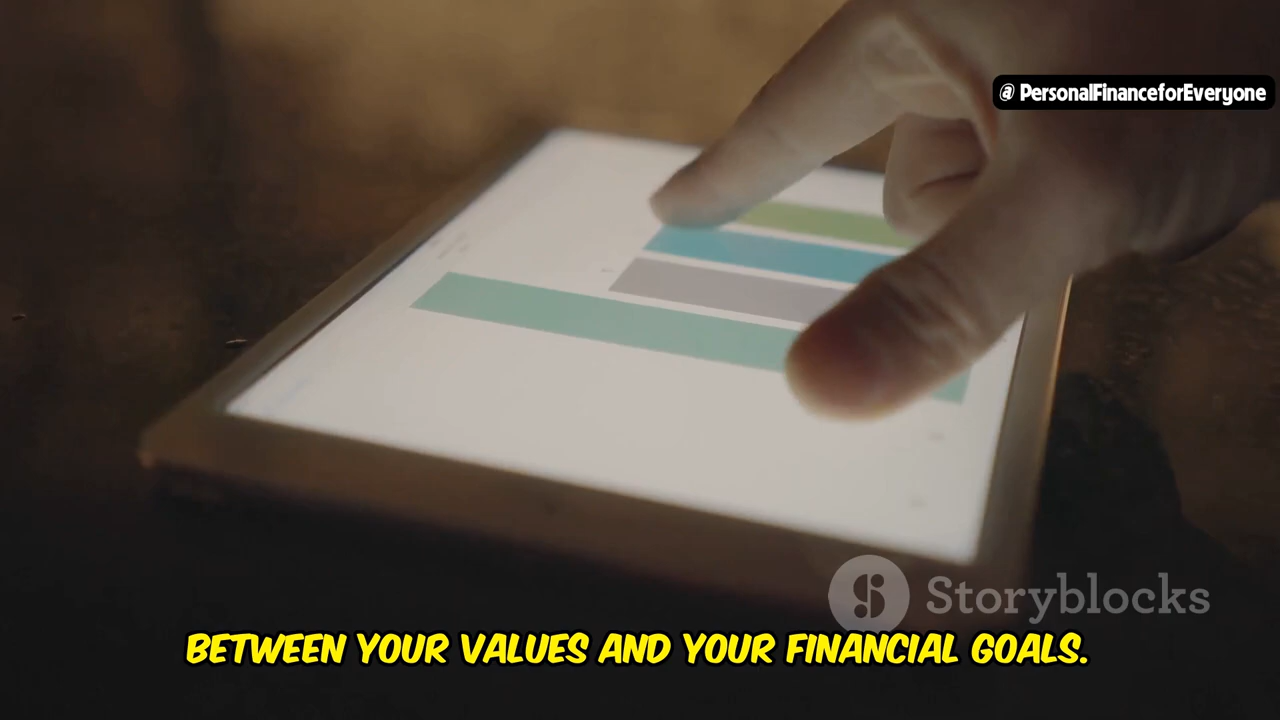 @ PersonalFinanceforEveryone
Storyblocks
BETWEEN YOUR VALUES AND YOUR FINANCIAL GOALS.